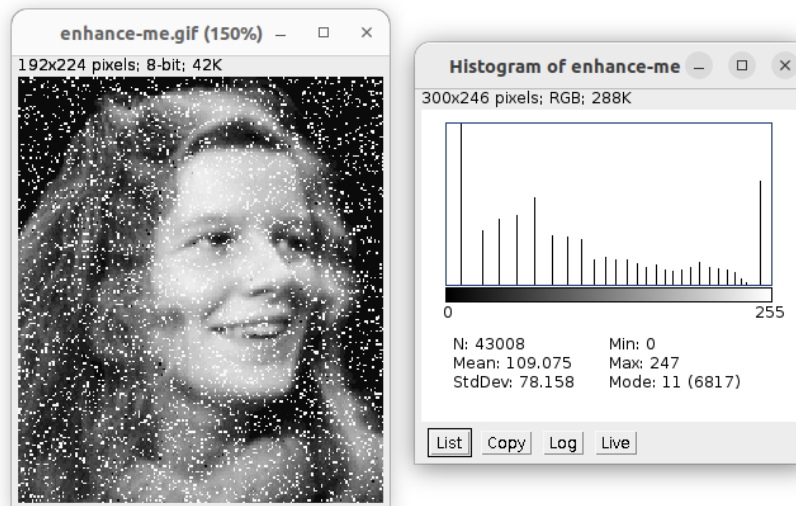 enhance-me.gif (150%)
192x224 pixels; 8-bit; 42K
Histogram of enhance-me
300x246 pixels; RGB; 288K
0 255
N: 43008 Min: 0
Mean: 109.075 Max: 247
StdDev: 78.158 Mode: 11 (6817)
List Copy Log Live